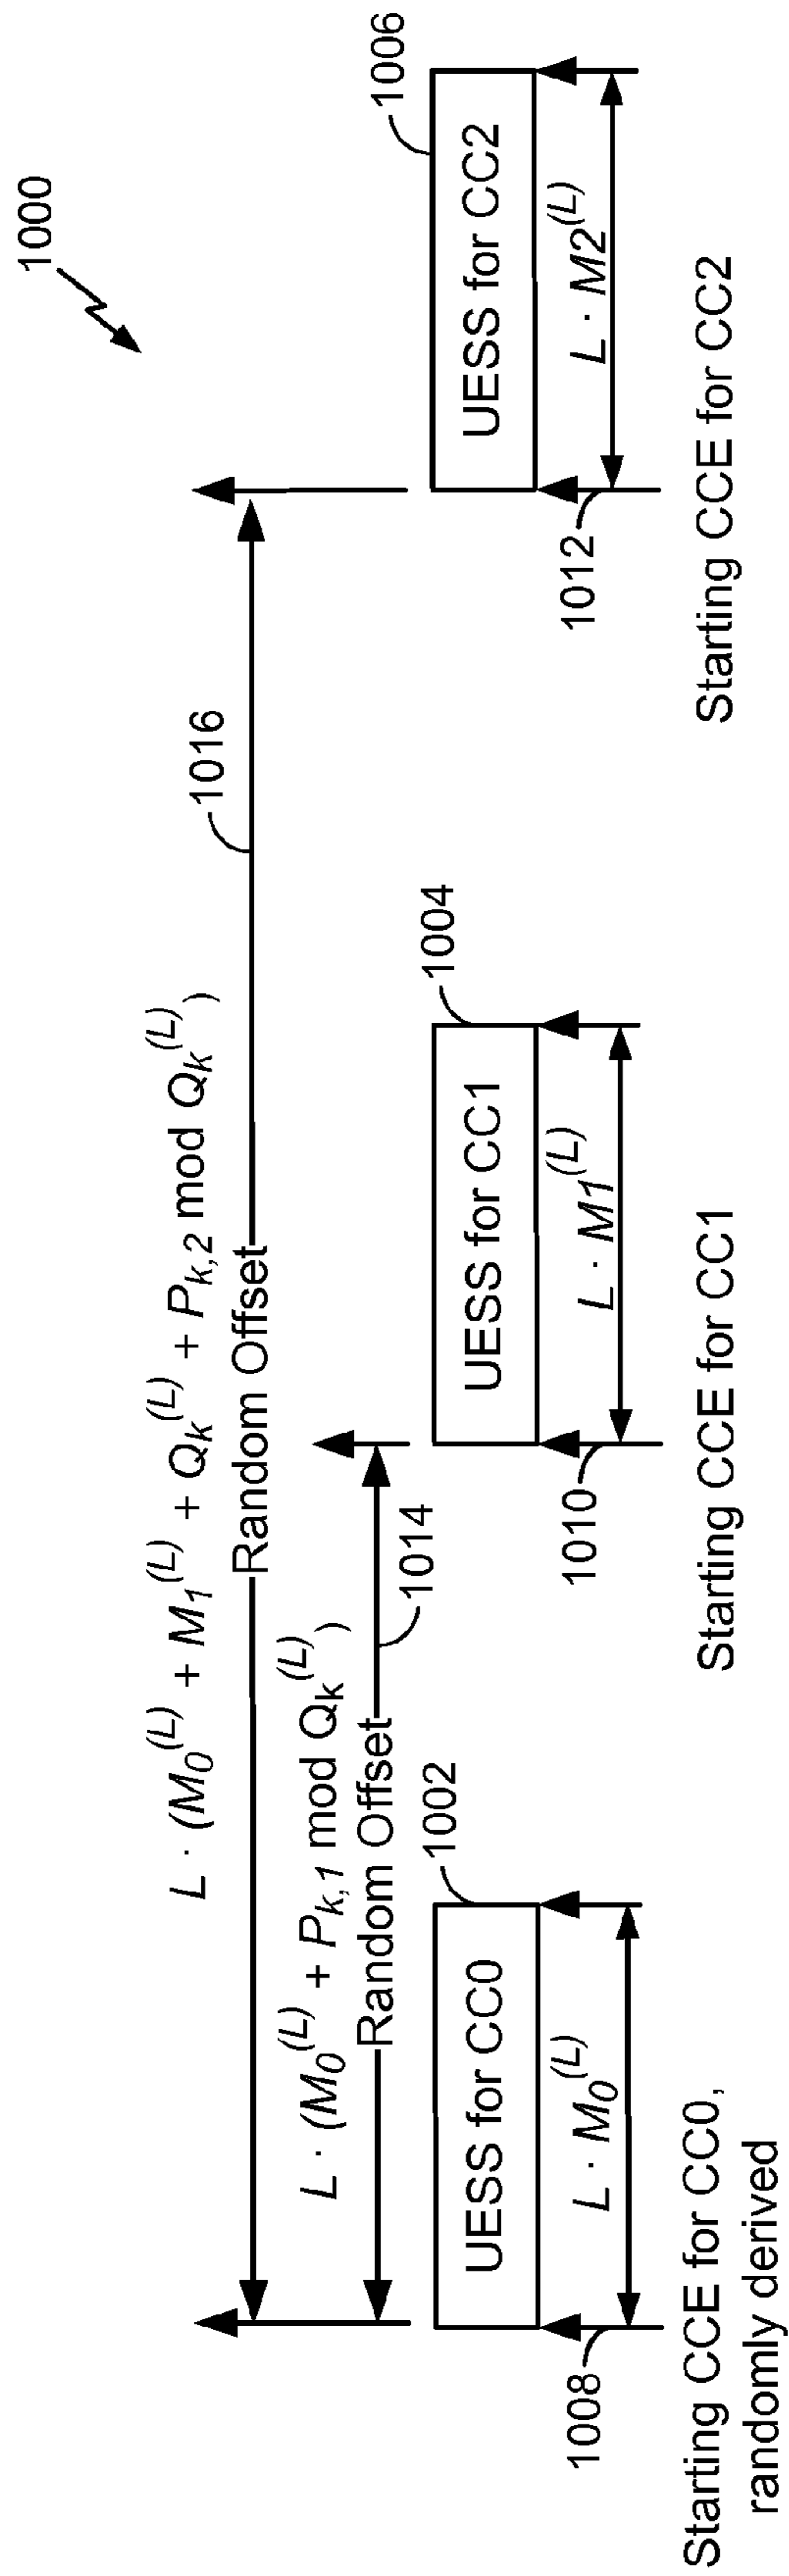 1000
L · (M₀⁽ᴸ⁾ + M₁⁽ᴸ⁾ + Qₖ⁽ᴸ⁾ + Pₖ,₂ mod Qₖ⁽ᴸ⁾)
Random Offset
1016
L · (M₀⁽ᴸ⁾ + Pₖ,₁ mod Qₖ⁽ᴸ⁾)
Random Offset
1014
1002
1004
1006
UESS for CC0
UESS for CC1
UESS for CC2
L · M₀⁽ᴸ⁾
L · M1⁽ᴸ⁾
L · M2⁽ᴸ⁾
1008
1010
1012
Starting CCE for CC0,
randomly derived
Starting CCE for CC1
Starting CCE for CC2